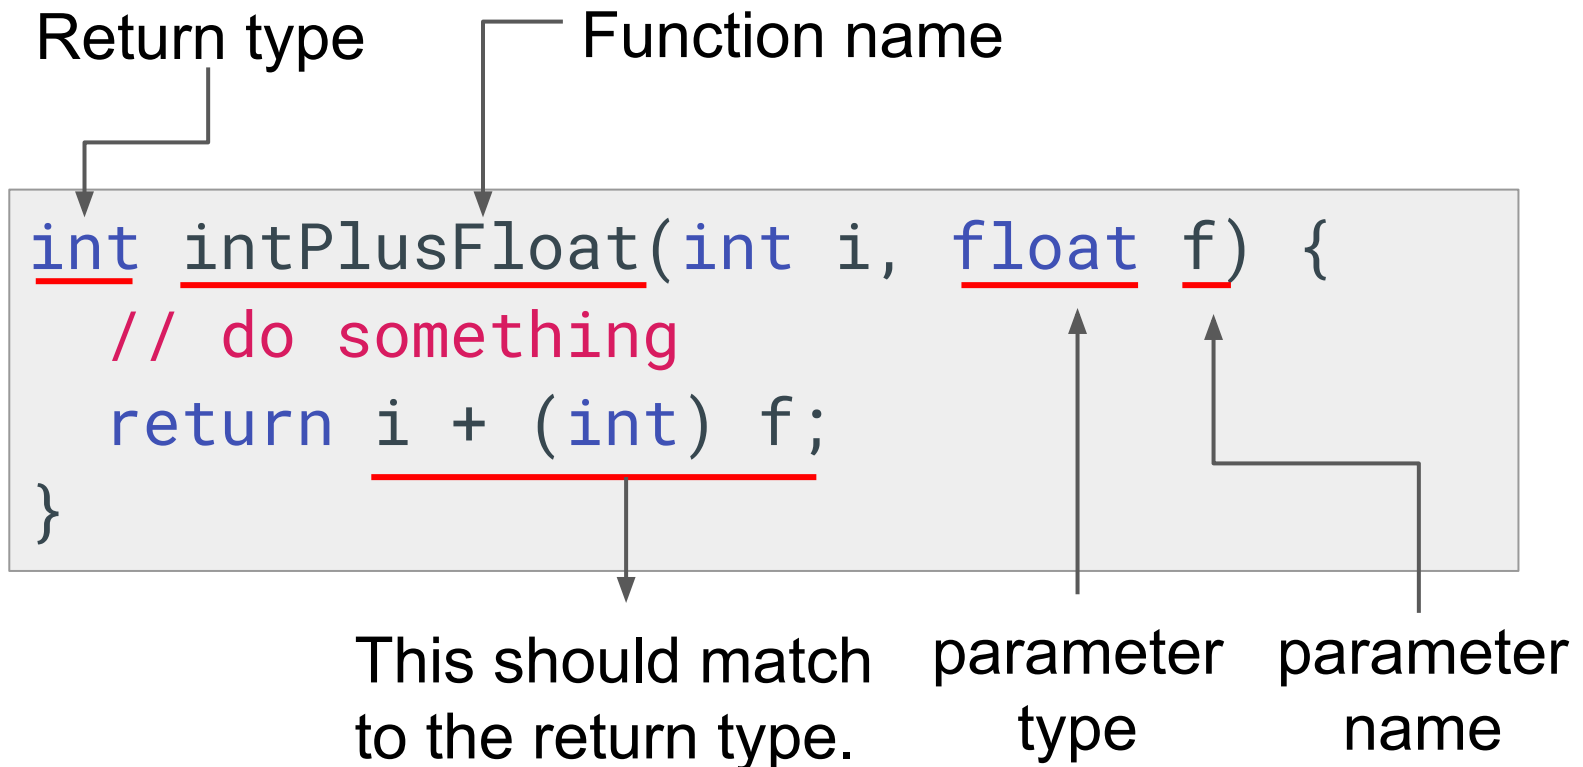 Return type
Function name
int intPlusFloat(int i, float f) {
// do something
return i + (int) f;
}
This should match
to the return type.
parameter
type
parameter
name